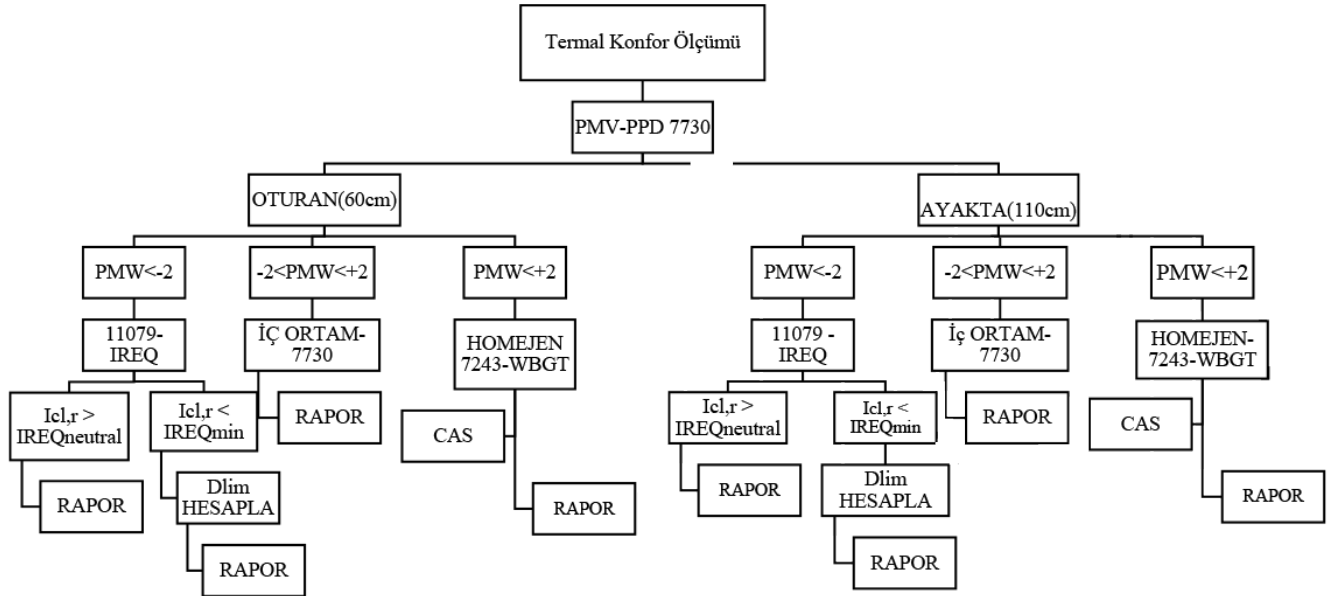 Termal Konfor Ölçümü
PMV-PPD 7730
OTURAN(60cm)
PMW<-2
-2<PMW<+2
PMW<+2
11079-
IREQ
İÇ ORTAM-
7730
HOMEJEN
7243-WBGT
Icl,r >
IREQneutral
Icl,r <
IREQmin
RAPOR
CAS
RAPOR
Dlim
HESAPLA
RAPOR
RAPOR
AYAKTA(110cm)
PMW<-2
-2<PMW<+2
PMW<+2
11079 -
IREQ
İç ORTAM-
7730
HOMEJEN-
7243-WBGT
Icl,r >
IREQneutral
Icl,r <
IREQmin
RAPOR
CAS
RAPOR
Dlim
HESAPLA
RAPOR
RAPOR